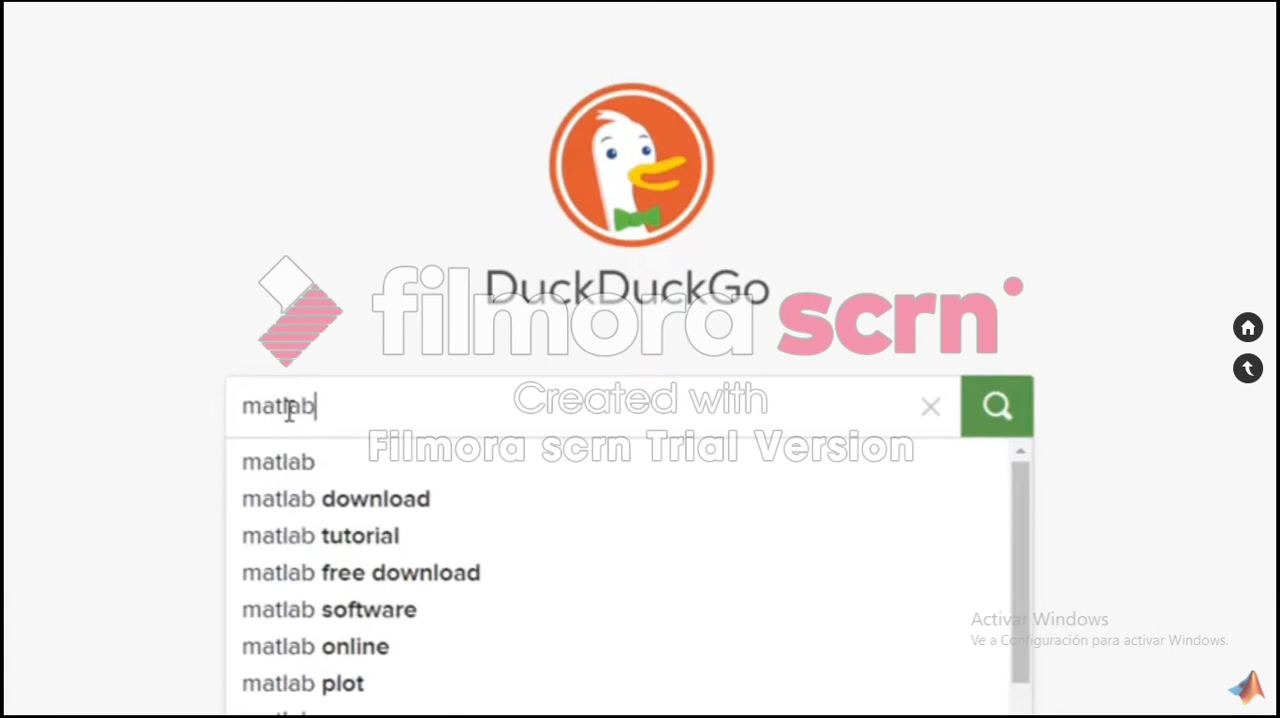 DuckDuckGo
filmora scrn
matlab
Created with
Filmora scrn Trial Version
matlab
matlab download
matlab tutorial
matlab free download
matlab software
matlab online
matlab plot
Activar Windows
Ve a Configuración para activar Windows.